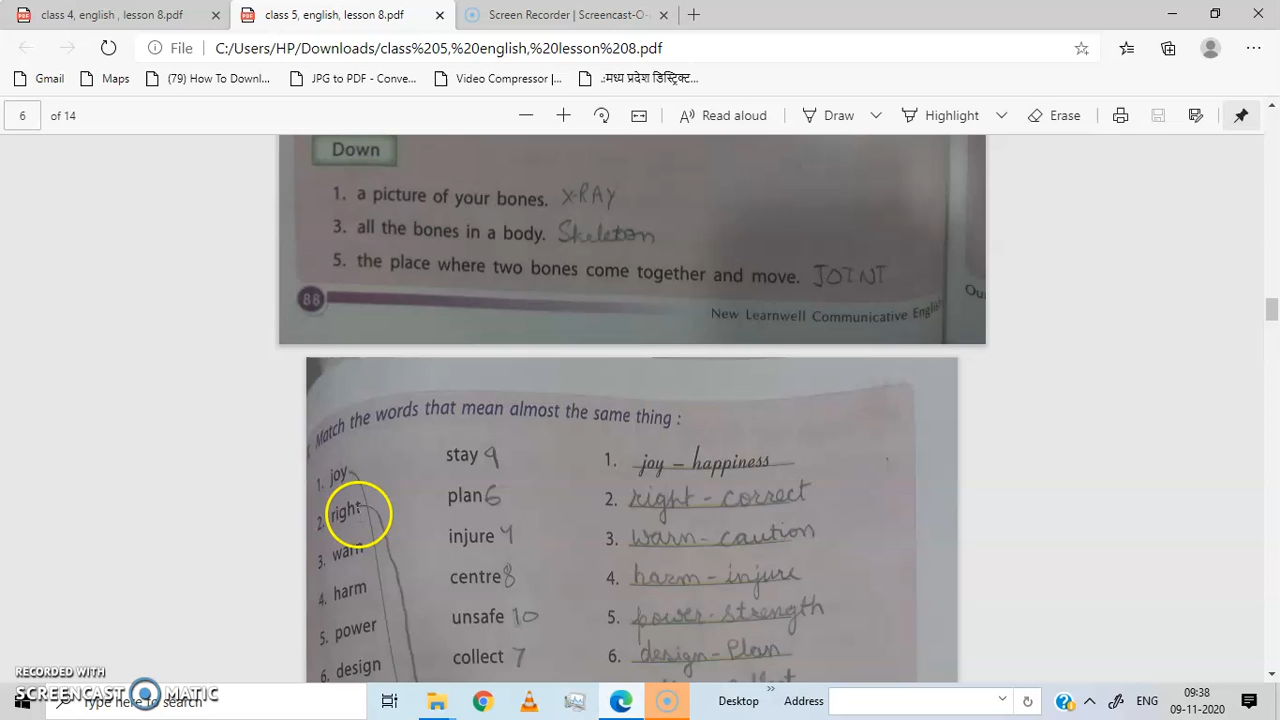 class 4, english , lesson 8.pdf
class 5, english, lesson 8.pdf
Screen Recorder | Screencast-O-
File
C:/Users/HP/Downloads/class%205,%20english,%20lesson%208.pdf
Gmail
Maps
(79) How To Downl...
JPG to PDF - Conve...
Video Compressor |...
.:मध्य प्रदेश डिस्ट्रिक्ट...
6 of 14
Read aloud
Draw
Highlight
Erase
Down
1. a picture of your bones. X-RAY
3. all the bones in a body. Skeleton
5. the place where two bones come together and move. JOINT
88
New Learnwell Communicative English
Ou
Match the words that mean almost the same thing :
1. joy stay 9 1. joy – happiness
2. right plan 6 2. right - correct
3. warn injure 4 3. warn - caution
4. harm centre 8 4. harm - injure
5. power unsafe 10 5. power - strength
6. design collect 7 6. design - Plan
RECORDED WITH
SCREENCAST MATIC
Type here to search
Desktop
Address
ENG
09:38
09-11-2020